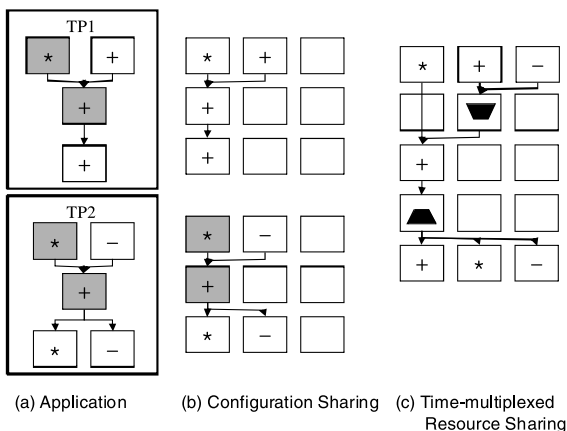 TP1
* +
+
+
TP2
* −
+
* −
* +
+
+
* −
+
* −
* + −
+
+ * −
(a) Application
(b) Configuration Sharing
(c) Time-multiplexed
Resource Sharing